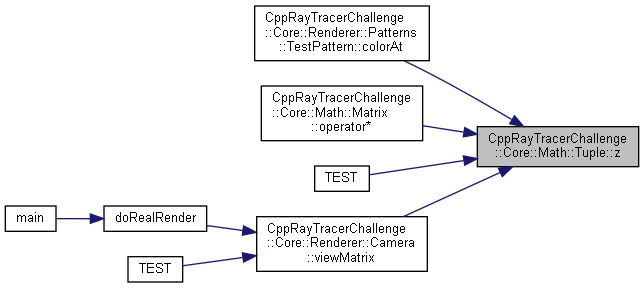 CppRayTracerChallenge
::Core::Renderer::Patterns
::TestPattern::colorAt
CppRayTracerChallenge
::Core::Math::Matrix
::operator*
CppRayTracerChallenge
::Core::Math::Tuple::z
TEST
main
doRealRender
CppRayTracerChallenge
::Core::Renderer::Camera
::viewMatrix
TEST